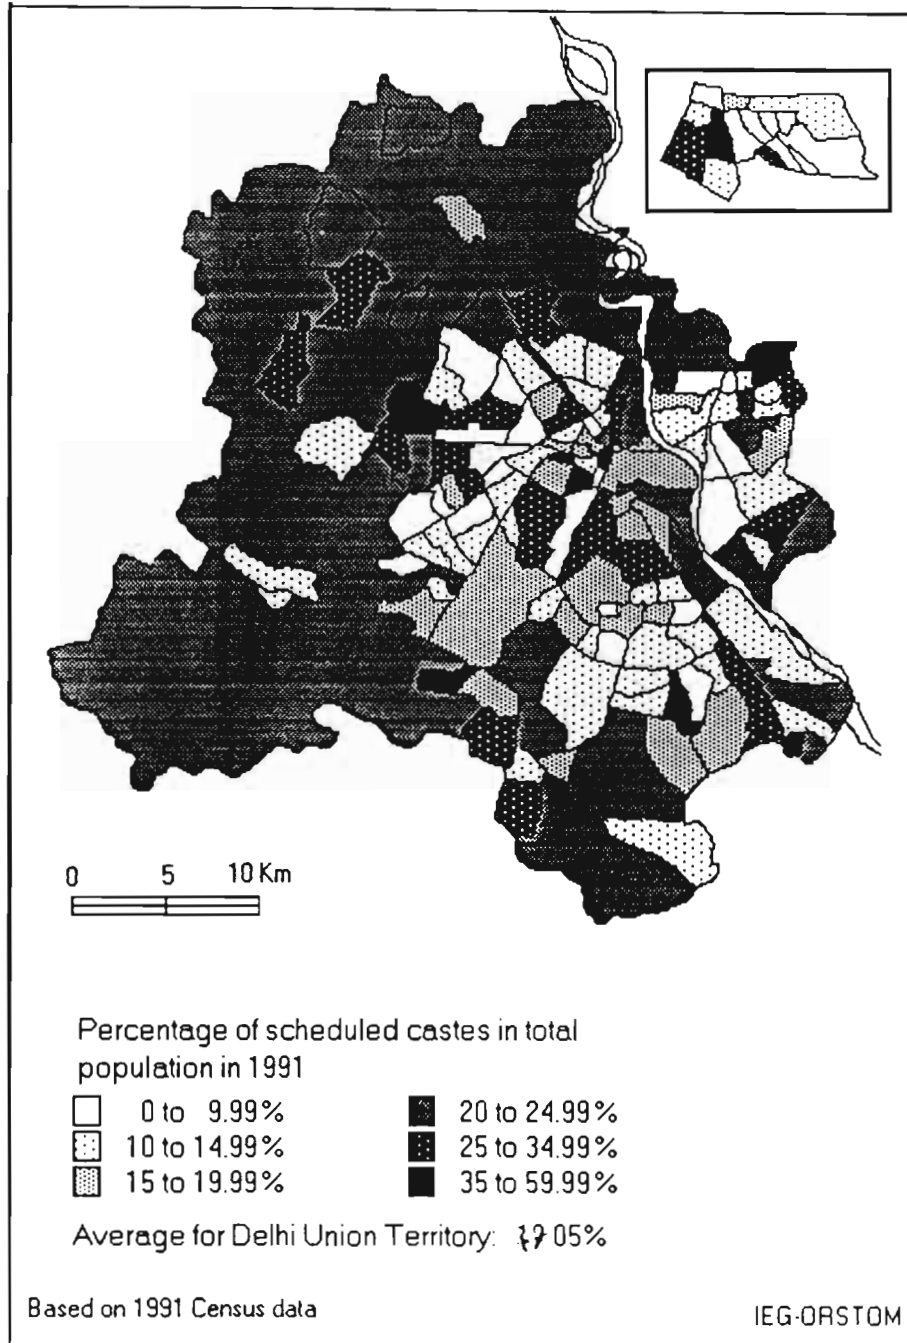 0 5 10 Km
Percentage of scheduled castes in total
population in 1991
0 to 9.99%
10 to 14.99%
15 to 19.99%
20 to 24.99%
25 to 34.99%
35 to 59.99%
Average for Delhi Union Territory: 05%
Based on 1991 Census data
IEG-ORSTOM